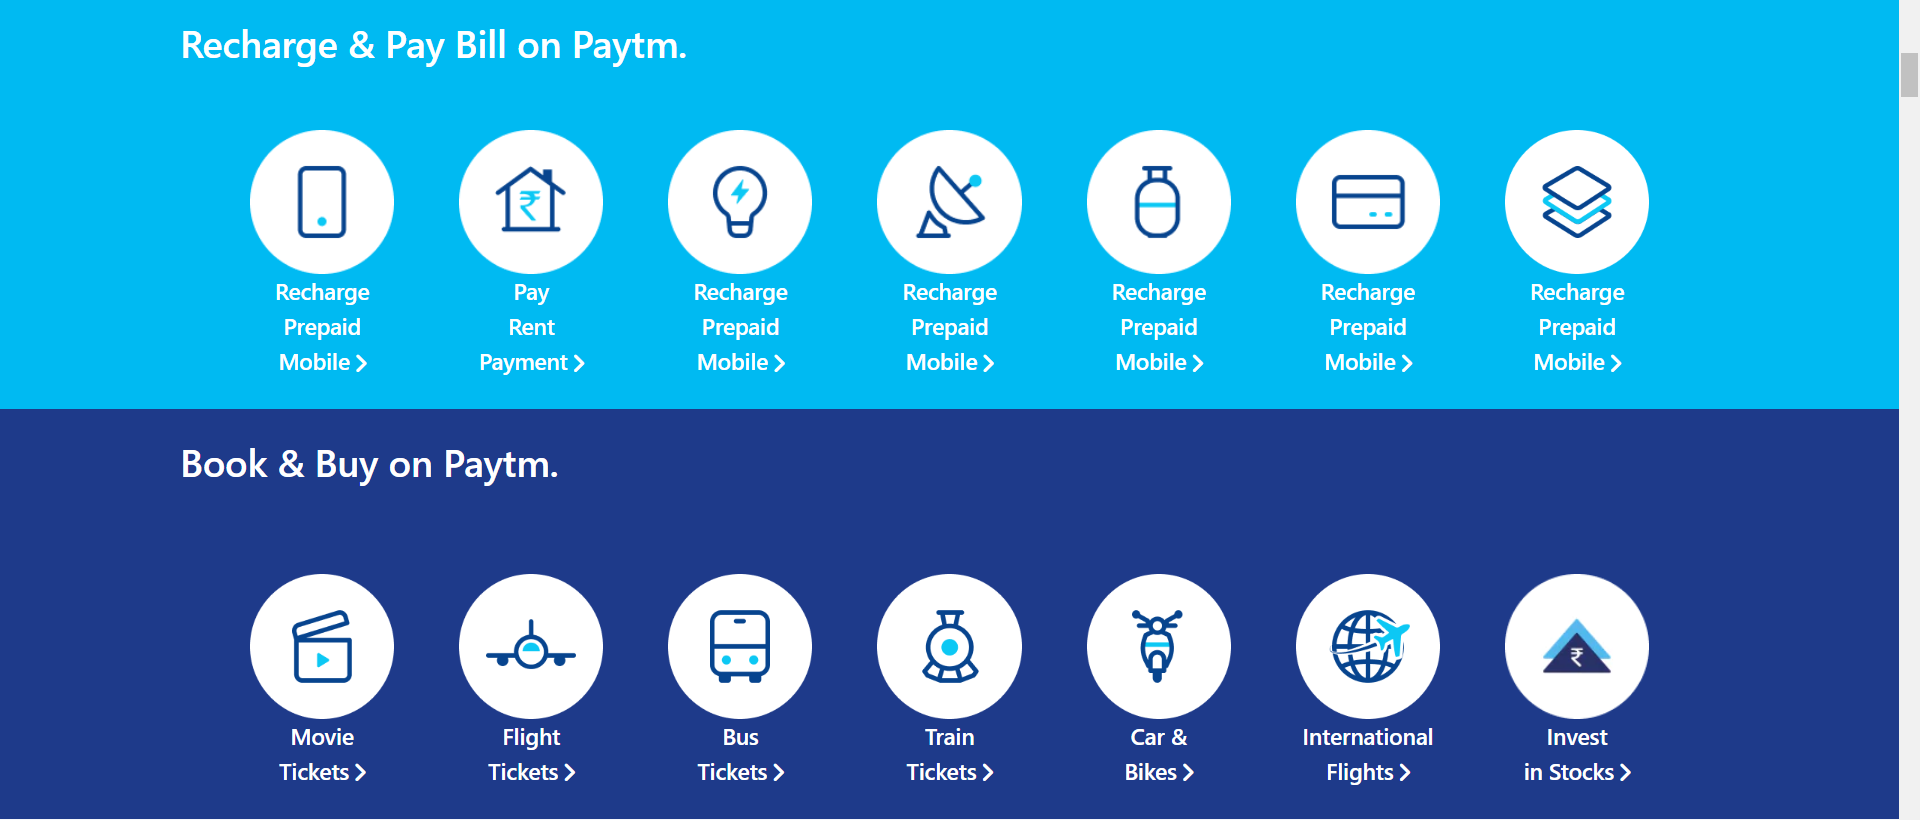 Recharge & Pay Bill on Paytm.
₹
Recharge
Prepaid
Mobile
Pay
Rent
Payment
Recharge
Prepaid
Mobile
Recharge
Prepaid
Mobile
Recharge
Prepaid
Mobile
Recharge
Prepaid
Mobile
Recharge
Prepaid
Mobile
Book & Buy on Paytm.
₹
Movie
Tickets
Flight
Tickets
Bus
Tickets
Train
Tickets
Car &
Bikes
International
Flights
Invest
in Stocks